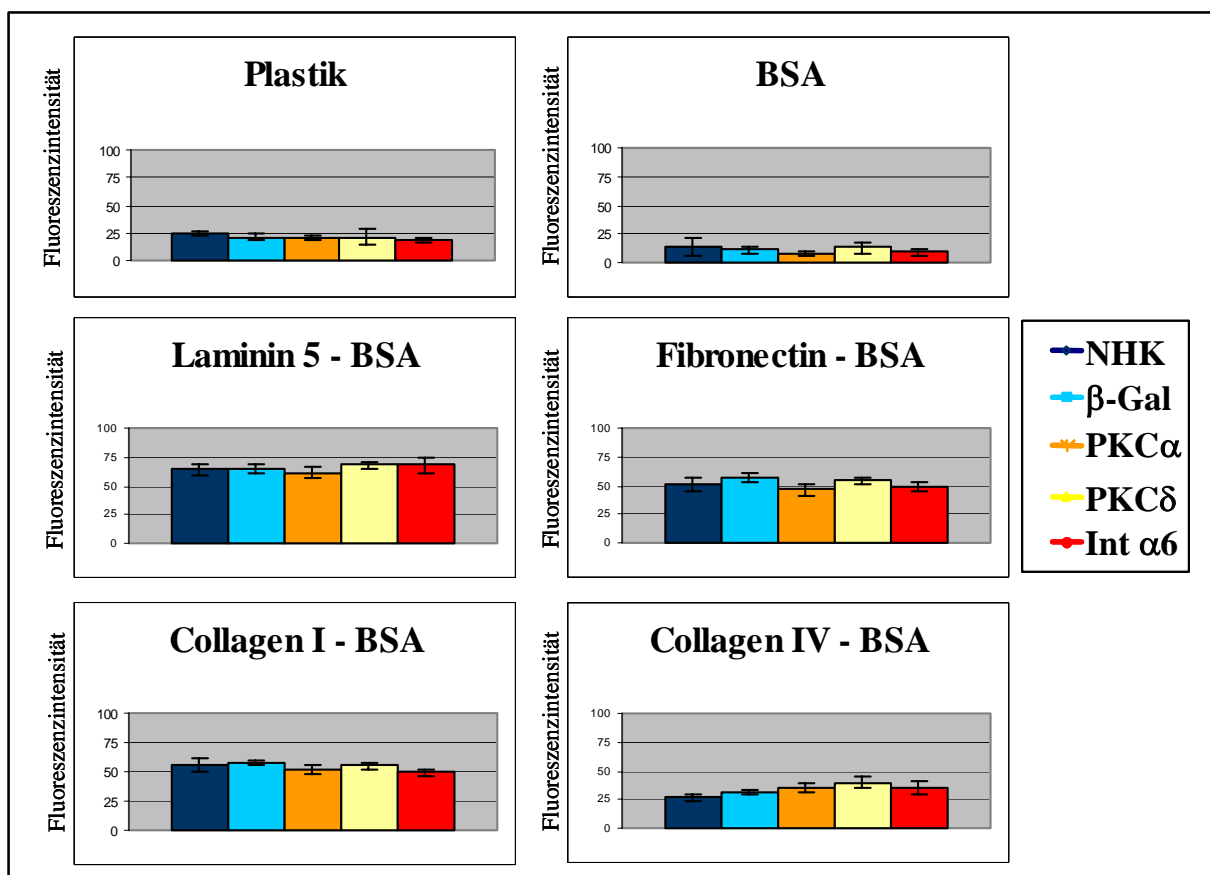 Plastik
Fluoreszenzintensität
100
75
50
25
0
BSA
Fluoreszenzintensität
100
75
50
25
0
Laminin 5 - BSA
Fluoreszenzintensität
100
75
50
25
0
Fibronectin - BSA
Fluoreszenzintensität
100
75
50
25
0
NHK
β-Gal
PKCα
PKCδ
Int α6
Collagen I - BSA
Fluoreszenzintensität
100
75
50
25
0
Collagen IV - BSA
Fluoreszenzintensität
100
75
50
25
0